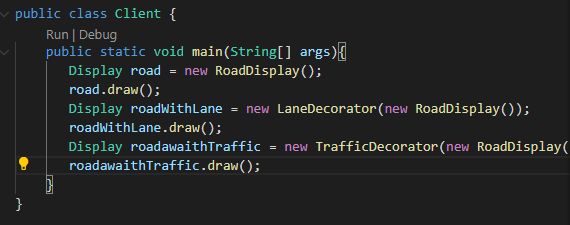 public class Client {
Run | Debug
public static void main(String[] args){
Display road = new RoadDisplay();
road.draw();
Display roadWithLane = new LaneDecorator(new RoadDisplay());
roadWithLane.draw();
Display roadawaithTraffic = new TrafficDecorator(new RoadDisplay(
roadawaithTraffic.draw();
}
}